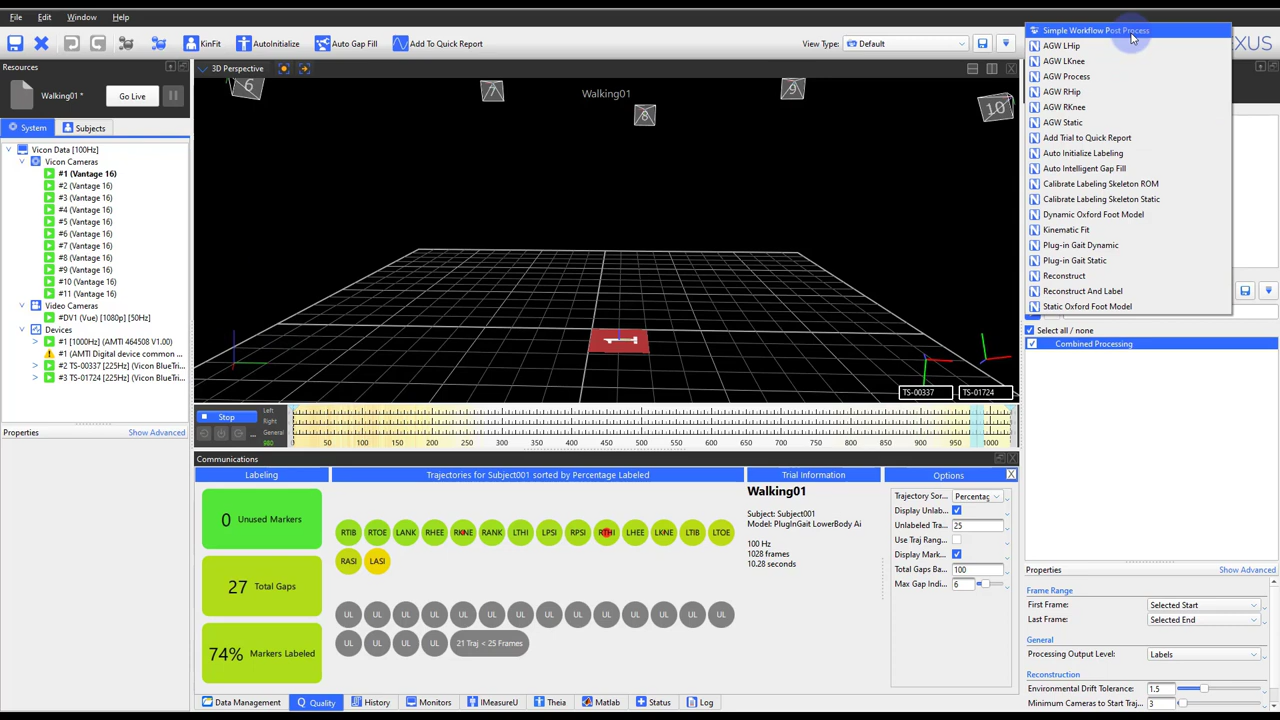 File Edit Window Help
KinFit AutoInitialize Auto Gap Fill Add To Quick Report View Type: Default
XUS
Resources
Walking01 * Go Live
System Subjects
Vicon Data [100Hz]
Vicon Cameras
#1 (Vantage 16)
#2 (Vantage 16)
#3 (Vantage 16)
#4 (Vantage 16)
#5 (Vantage 16)
#6 (Vantage 16)
#7 (Vantage 16)
#8 (Vantage 16)
#9 (Vantage 16)
#10 (Vantage 16)
#11 (Vantage 16)
Video Cameras
#DV1 (Vue) [1080p] [50Hz]
Devices
#1 [1000Hz] (AMTI 464508 V1.00)
#1 (AMTI Digital device common ...
#2 TS-00337 [225Hz] (Vicon BlueTri...
#3 TS-01724 [225Hz] (Vicon BlueTri...
Properties Show Advanced
3D Perspective
Walking01
6
7
8
9
10
1
TS-00337 TS-01724
Stop
Left
Right
General
980
0 50 100 150 200 250 300 350 400 450 500 550 600 650 700 750 800 850 900 950 1000
Communications
Labeling
0 Unused Markers
27 Total Gaps
74% Markers Labeled
Trajectories for Subject001 sorted by Percentage Labeled
RTIB RTOE LANK RHEE RKNE RANK LTHI LPSI RPSI RTHI LHEE LKNE LTIB LTOE
RASI LASI
UL UL UL UL UL UL UL UL UL UL UL UL UL UL
UL UL UL UL 21 Traj < 25 Frames
Trial Information
Walking01
Subject: Subject001
Model: PlugInGait LowerBody Ai
100 Hz
1028 frames
10.28 seconds
Options
Trajectory Sor... Percentag
Display Unlab...
Unlabeled Tra... 25
Use Traj Rang...
Display Mark...
Total Gaps Ba... 100
Max Gap Indi... 6
Data Management Quality History Monitors IMeasureU Theia Matlab Status Log
Simple Workflow Post Process
AGW LHip
AGW LKnee
AGW Process
AGW RHip
AGW RKnee
AGW Static
Add Trial to Quick Report
Auto Initialize Labeling
Auto Intelligent Gap Fill
Calibrate Labeling Skeleton ROM
Calibrate Labeling Skeleton Static
Dynamic Oxford Foot Model
Kinematic Fit
Plug-in Gait Dynamic
Plug-in Gait Static
Reconstruct
Reconstruct And Label
Static Oxford Foot Model
Select all / none
Combined Processing
Properties Show Advanced
Frame Range
First Frame: Selected Start
Last Frame: Selected End
General
Processing Output Level: Labels
Reconstruction
Environmental Drift Tolerance: 1.5
Minimum Cameras to Start Traj... 3